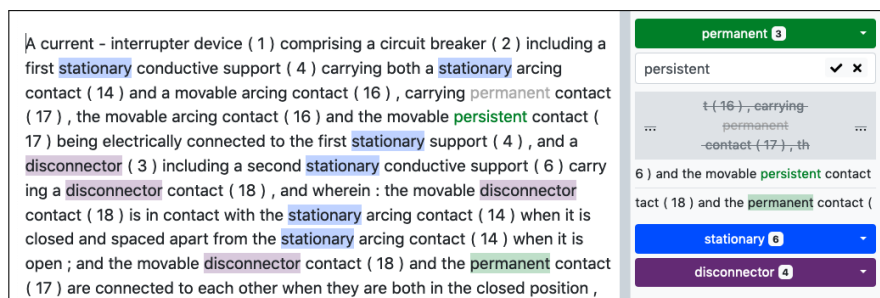 A current - interrupter device ( 1 ) comprising a circuit breaker ( 2 ) including a
first stationary conductive support ( 4 ) carrying both a stationary arcing
contact ( 14 ) and a movable arcing contact ( 16 ) , carrying permanent contact
( 17 ) , the movable arcing contact ( 16 ) and the movable persistent contact (
17 ) being electrically connected to the first stationary support ( 4 ) , and a
disconnector ( 3 ) including a second stationary conductive support ( 6 ) carry
ing a disconnector contact ( 18 ) , and wherein : the movable disconnector
contact ( 18 ) is in contact with the stationary arcing contact ( 14 ) when it is
closed and spaced apart from the stationary arcing contact ( 14 ) when it is
open ; and the movable disconnector contact ( 18 ) and the permanent contact
( 17 ) are connected to each other when they are both in the closed position ,
permanent 3
persistent
t ( 16 ) , carrying
... permanent ...
contact ( 17 ) , th
6 ) and the movable persistent contact
tact ( 18 ) and the permanent contact (
stationary 6
disconnector 4